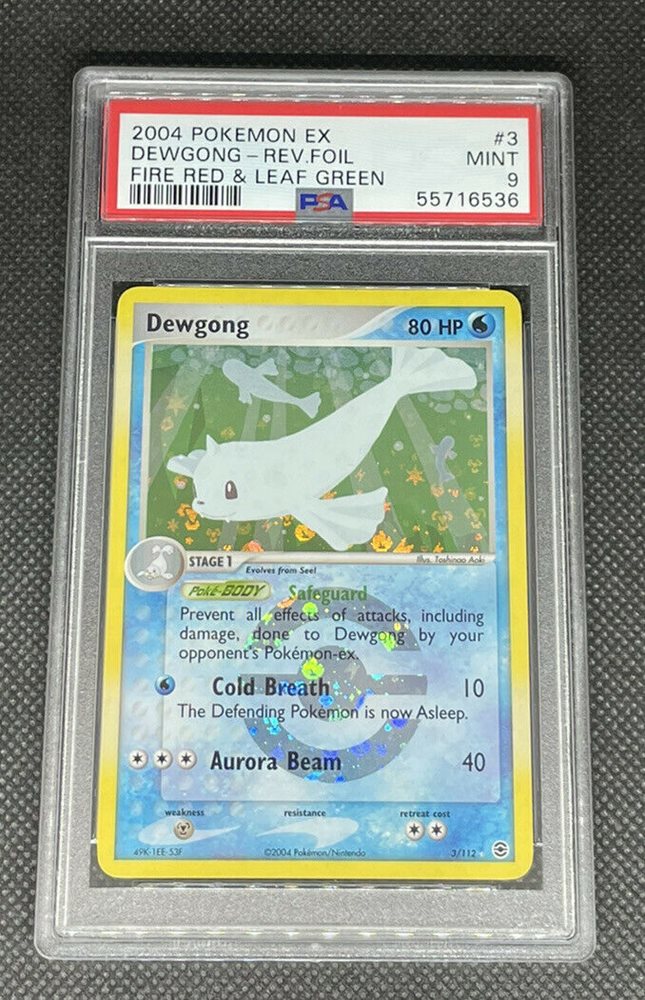 2004 POKEMON EX #3
DEWGONG - REV.FOIL MINT
FIRE RED & LEAF GREEN 9
PSA 55716536
Dewgong 80 HP
STAGE 1 Evolves from Seel Illus. Toshinao Aoki
Poké-BODY Safeguard
Prevent all effects of attacks, including
damage, done to Dewgong by your
opponent's Pokémon-ex.
Cold Breath 10
The Defending Pokémon is now Asleep.
Aurora Beam 40
weakness resistance retreat cost
49K-1EE-53F ©2004 Pokémon/Nintendo 3/112